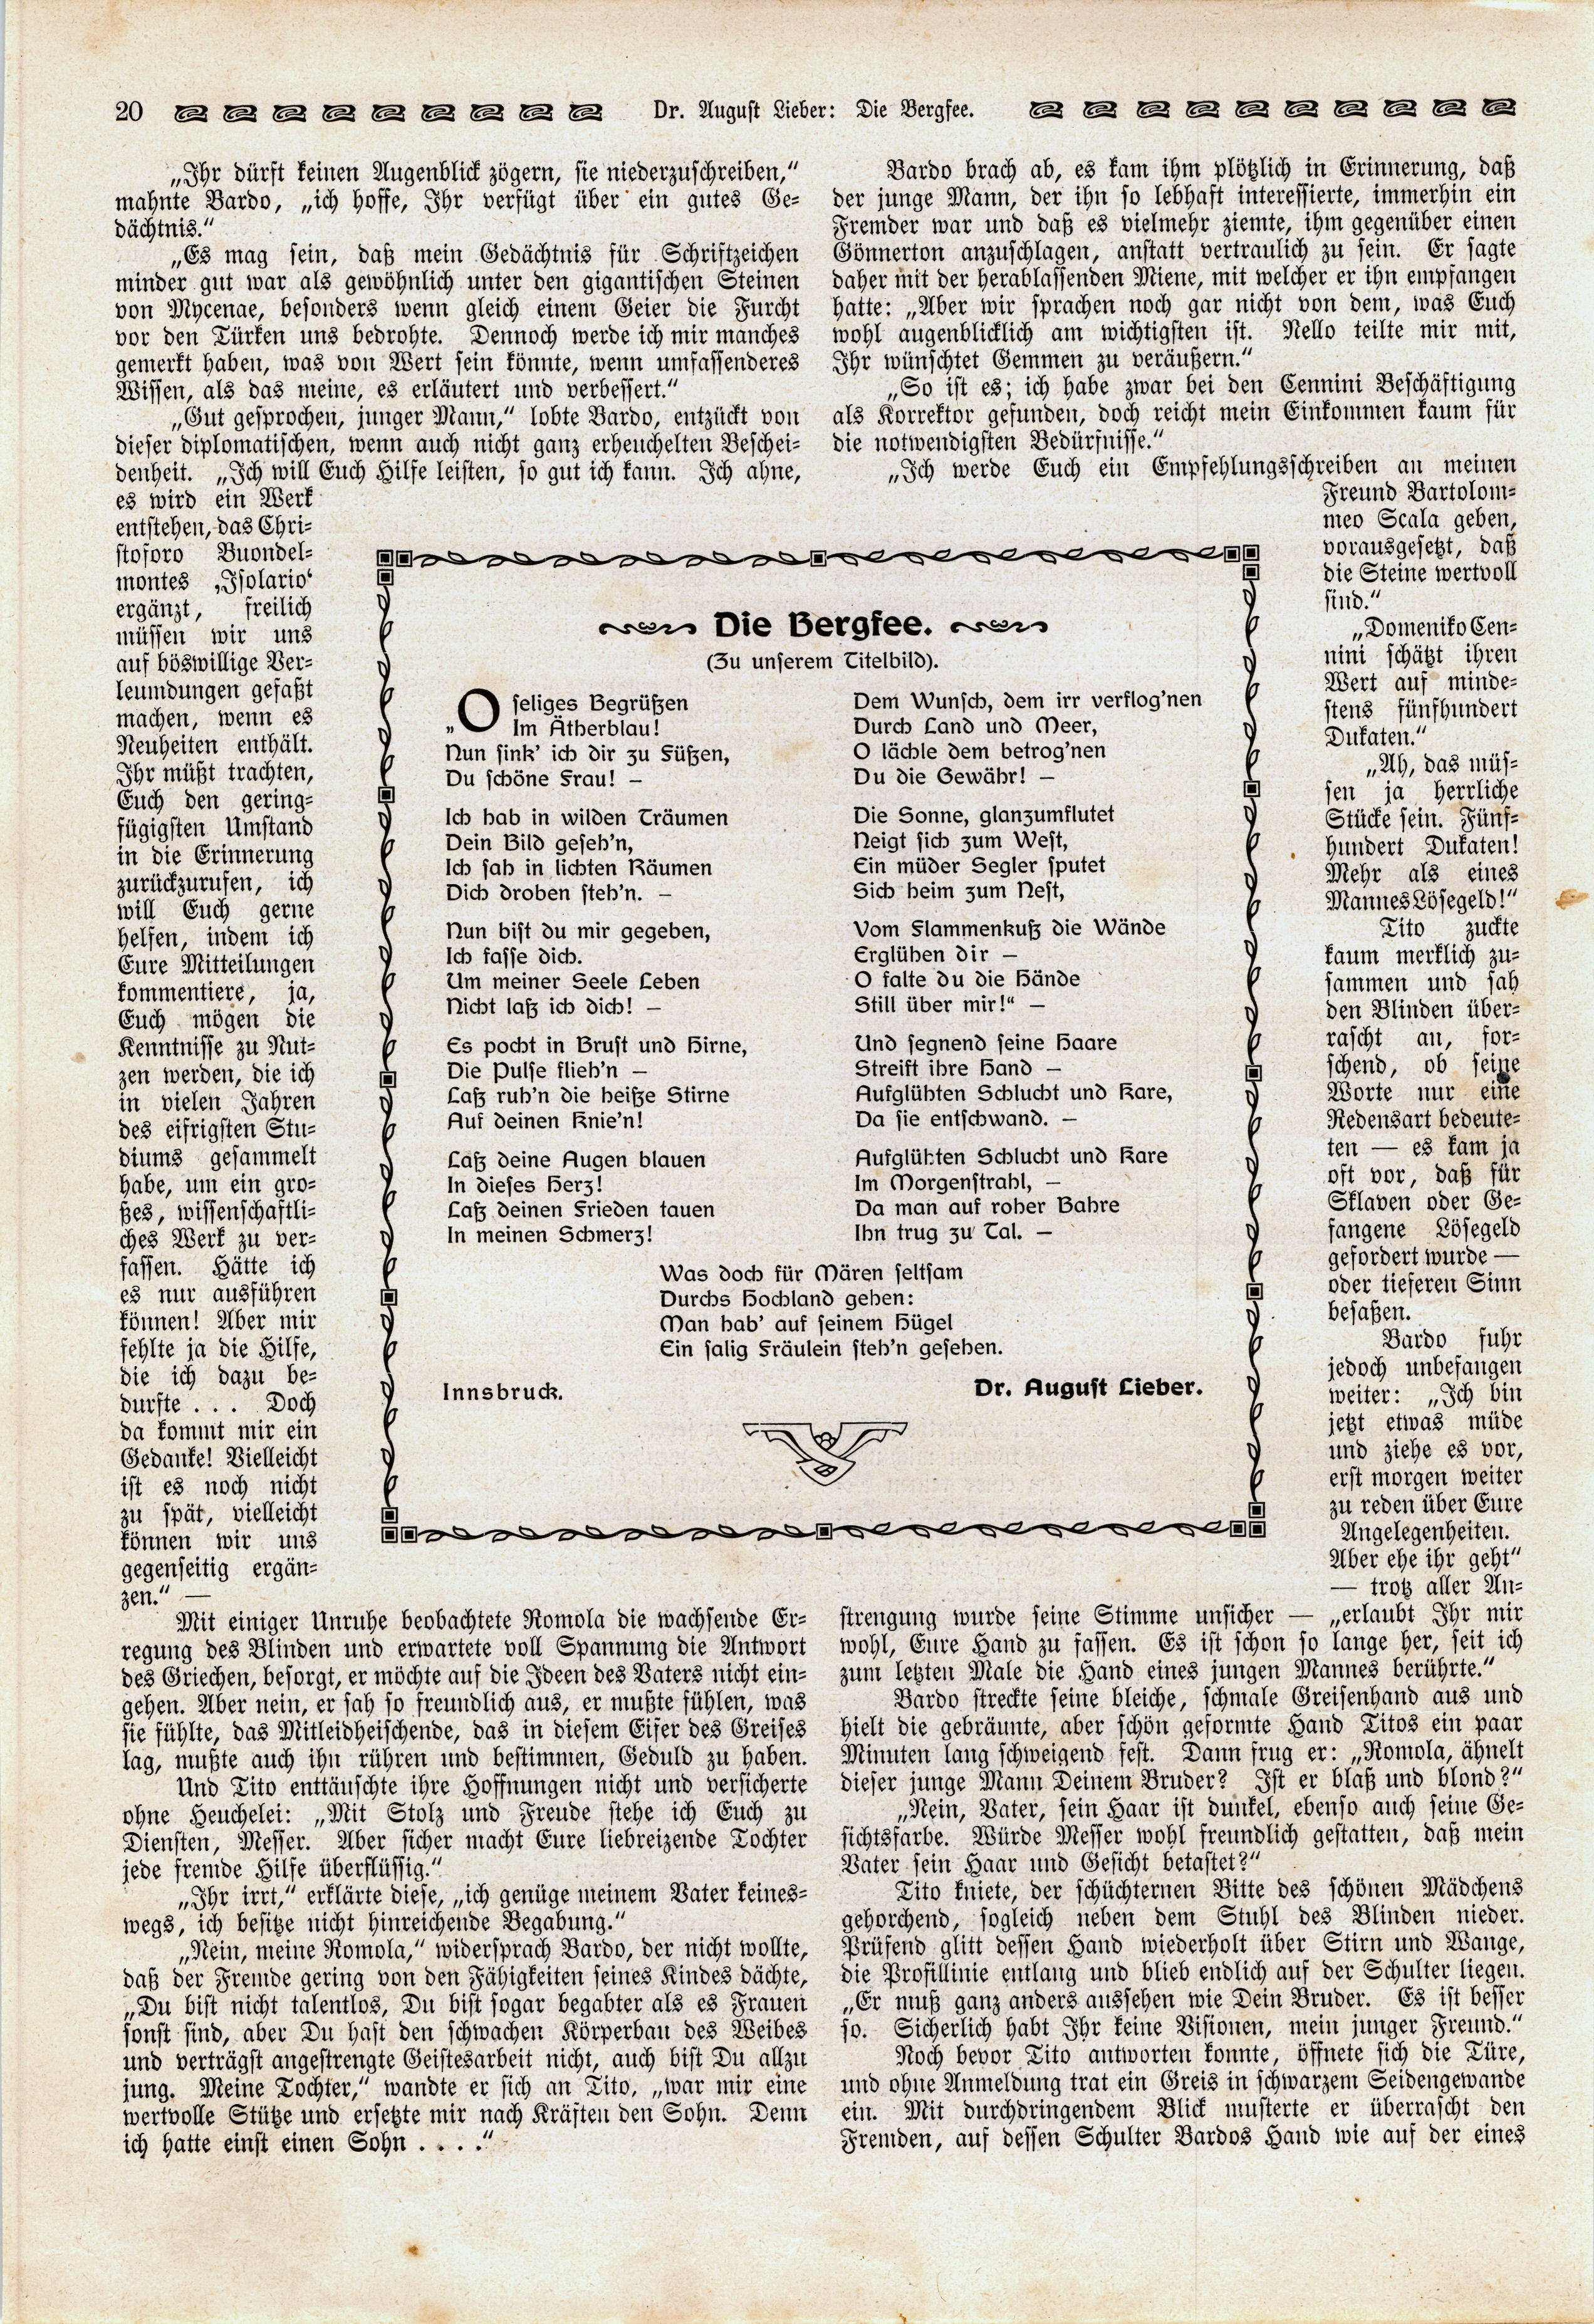 20 Dr. August Lieber: Die Bergfee.
„Ihr dürft keinen Augenblick zögern, sie niederzuschreiben,“
mahnte Bardo, „ich hoffe, Ihr verfügt über ein gutes Ge-
dächtnis.“
„Es mag sein, daß mein Gedächtnis für Schriftzeichen
minder gut war als gewöhnlich unter den gigantischen Steinen
von Mycenae, besonders wenn gleich einem Geier die Furcht
vor den Türken uns bedrohte. Dennoch werde ich mir manches
gemerkt haben, was von Wert sein könnte, wenn umfassenderes
Wissen, als das meine, es erläutert und verbessert.“
„Gut gesprochen, junger Mann,“ lobte Bardo, entzückt von
dieser diplomatischen, wenn auch nicht ganz erheuchelten Beschei-
denheit. „Ich will Euch Hilfe leisten, so gut ich kann. Ich ahne,
es wird ein Werk
entstehen, das Chri-
stoforo Buondel-
montes ‚Isolario‘
ergänzt, freilich
müssen wir uns
auf böswillige Ver-
leumdungen gefaßt
machen, wenn es
Neuheiten enthält.
Ihr müßt trachten,
Euch den gering-
fügigsten Umstand
in die Erinnerung
zurückzurufen, ich
will Euch gerne
helfen, indem ich
Eure Mitteilungen
kommentiere, ja,
Euch mögen die
Kenntnisse zu Nut-
zen werden, die ich
in vielen Jahren
des eifrigsten Stu-
diums gesammelt
habe, um ein gro-
ßes, wissenschaftli-
ches Werk zu ver-
fassen. Hätte ich
es nur ausführen
können! Aber mir
fehlte ja die Hilfe,
die ich dazu be-
durfte . . . Doch
da kommt mir ein
Gedanke! Vielleicht
ist es noch nicht
zu spät, vielleicht
können wir uns
gegenseitig ergän-
zen.“ —
Mit einiger Unruhe beobachtete Romola die wachsende Er-
regung des Blinden und erwartete voll Spannung die Antwort
des Griechen, besorgt, er möchte auf die Ideen des Vaters nicht ein-
gehen. Aber nein, er sah so freundlich aus, er mußte fühlen, was
sie fühlte, das Mitleidheischende, das in diesem Eifer des Greises
lag, mußte auch ihn rühren und bestimmen, Geduld zu haben.
Und Tito enttäuschte ihre Hoffnungen nicht und versicherte
ohne Heuchelei: „Mit Stolz und Freude stehe ich Euch zu
Diensten, Messer. Aber sicher macht Eure liebreizende Tochter
jede fremde Hilfe überflüssig.“
„Ihr irrt,“ erklärte diese, „ich genüge meinem Vater keines-
wegs, ich besitze nicht hinreichende Begabung.“
„Nein, meine Romola,“ widersprach Bardo, der nicht wollte,
daß der Fremde gering von den Fähigkeiten seines Kindes dächte,
„Du bist nicht talentlos, Du bist sogar begabter als es Frauen
sonst sind, aber Du hast den schwachen Körperbau des Weibes
und verträgst angestrengte Geistesarbeit nicht, auch bist Du allzu
jung. Meine Tochter,“ wandte er sich an Tito, „war mir eine
wertvolle Stütze und ersetzte mir nach Kräften den Sohn. Denn
ich hatte einst einen Sohn . . . .“
Die Bergfee.
(Zu unserem Titelbild).
„O seliges Begrüßen
Im Ätherblau!
Nun sink’ ich dir zu Füßen,
Du schöne Frau! —
Ich hab in wilden Träumen
Dein Bild geseh’n,
Ich sah in lichten Räumen
Dich droben steh’n. —
Nun bist du mir gegeben,
Ich fasse dich.
Um meiner Seele Leben
Nicht laß ich dich! —
Es pocht in Brust und Hirne,
Die Pulse flieh’n —
Laß ruh’n die heiße Stirne
Auf deinen Knie’n!
Laß deine Augen blauen
In dieses Herz!
Laß deinen Frieden tauen
In meinen Schmerz!
Dem Wunsch, dem irr verflog’nen
Durch Land und Meer,
O lächle dem betrog’nen
Du die Gewähr! —
Die Sonne, glanzumflutet
Neigt sich zum West,
Ein müder Segler sputet
Sich heim zum Nest,
Vom Flammenkuß die Wände
Erglühen dir —
O falte du die Hände
Still über mir!“ —
Und segnend seine Haare
Streift ihre Hand —
Aufglühten Schlucht und Kare,
Da sie entschwand. —
Aufglühten Schlucht und Kare
Im Morgenstrahl, —
Da man auf roher Bahre
Ihn trug zu Tal. —
Was doch für Mären seltsam
Durchs Hochland gehen:
Man hab’ auf seinem Hügel
Ein salig Fräulein steh’n gesehen.
Innsbruck. Dr. August Lieber.
Bardo brach ab, es kam ihm plötzlich in Erinnerung, daß
der junge Mann, der ihn so lebhaft interessierte, immerhin ein
Fremder war und daß es vielmehr ziemte, ihm gegenüber einen
Gönnerton anzuschlagen, anstatt vertraulich zu sein. Er sagte
daher mit der herablassenden Miene, mit welcher er ihn empfangen
hatte: „Aber wir sprachen noch gar nicht von dem, was Euch
wohl augenblicklich am wichtigsten ist. Nello teilte mir mit,
Ihr wünschtet Gemmen zu veräußern.“
„So ist es; ich habe zwar bei den Cennini Beschäftigung
als Korrektor gefunden, doch reicht mein Einkommen kaum für
die notwendigsten Bedürfnisse.“
„Ich werde Euch ein Empfehlungsschreiben an meinen
Freund Bartolom-
meo Scala geben,
vorausgesetzt, daß
die Steine wertvoll
sind.“
„Domeniko Cen-
nini schätzt ihren
Wert auf minde-
stens fünfhundert
Dukaten.“
„Ah, das müs-
sen ja herrliche
Stücke sein. Fünf-
hundert Dukaten!
Mehr als eines
Mannes Lösegeld!“
Tito zuckte
kaum merklich zu-
sammen und sah
den Blinden über-
rascht an, for-
schend, ob seine
Worte nur eine
Redensart bedeute-
ten — es kam ja
oft vor, daß für
Sklaven oder Ge-
fangene Lösegeld
gefordert wurde —
oder tieferen Sinn
besaßen.
Bardo fuhr
jedoch unbefangen
weiter: „Ich bin
jetzt etwas müde
und ziehe es vor,
erst morgen weiter
zu reden über Eure
Angelegenheiten.
Aber ehe ihr geht“
— trotz aller An-
strengung wurde seine Stimme unsicher — „erlaubt Ihr mir
wohl, Eure Hand zu fassen. Es ist schon so lange her, seit ich
zum letzten Male die Hand eines jungen Mannes berührte.“
Bardo streckte seine bleiche, schmale Greisenhand aus und
hielt die gebräunte, aber schön geformte Hand Titos ein paar
Minuten lang schweigend fest. Dann frug er: „Romola, ähnelt
dieser junge Mann Deinem Bruder? Ist er blaß und blond?“
„Nein, Vater, sein Haar ist dunkel, ebenso auch seine Ge-
sichtsfarbe. Würde Messer wohl freundlich gestatten, daß mein
Vater sein Haar und Gesicht betastet?“
Tito kniete, der schüchternen Bitte des schönen Mädchens
gehorchend, sogleich neben dem Stuhl des Blinden nieder.
Prüfend glitt dessen Hand wiederholt über Stirn und Wange,
die Profillinie entlang und blieb endlich auf der Schulter liegen.
„Er muß ganz anders aussehen wie Dein Bruder. Es ist besser
so. Sicherlich habt Ihr keine Visionen, mein junger Freund.“
Noch bevor Tito antworten konnte, öffnete sich die Türe,
und ohne Anmeldung trat ein Greis in schwarzem Seidengewande
ein. Mit durchdringendem Blick musterte er überrascht den
Fremden, auf dessen Schulter Bardos Hand wie auf der eines